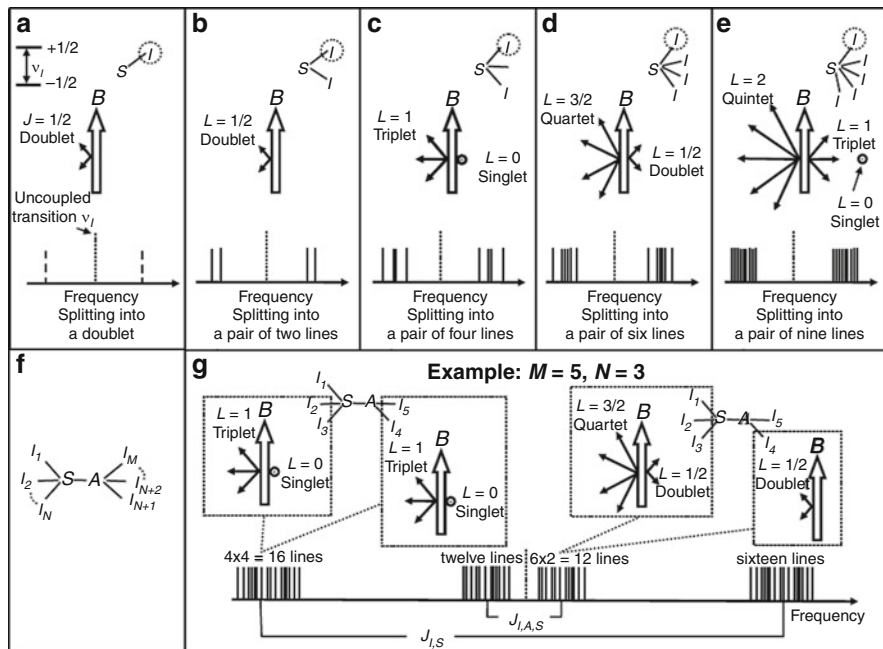 a
+1/2
ν_I
−1/2
S
I
B
J = 1/2
Doublet
Uncoupled
transition ν_I
Frequency
Splitting into
a doublet
b
I
S
I
B
L = 1/2
Doublet
Frequency
Splitting into
a pair of two lines
c
I
S
I
I
B
L = 1
Triplet
L = 0
Singlet
Frequency
Splitting into
a pair of four lines
d
I
S
I
I
I
B
L = 3/2
Quartet
L = 1/2
Doublet
Frequency
Splitting into
a pair of six lines
e
I
S
I
I
I
I
B
L = 2
Quintet
L = 1
Triplet
L = 0
Singlet
Frequency
Splitting into
a pair of nine lines
f
I_1
I_2
I_N
S
A
I_M
I_N+2
I_N+1
g
Example: M = 5, N = 3
I_1
I_2
I_3
S
A
I_5
I_4
L = 1
Triplet
B
L = 0
Singlet
L = 1
Triplet
B
L = 0
Singlet
L = 3/2
Quartet
B
L = 1/2
Doublet
I_1
I_2
I_3
S
A
I_5
I_4
L = 1/2
Doublet
B
4x4 = 16 lines
twelve lines
6x2 = 12 lines
sixteen lines
Frequency
J_I,A,S
J_I,S